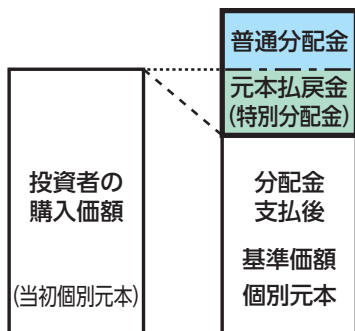 普通分配金
元本払戻金
(特別分配金)
投資者の
購入価額
(当初個別元本)
分配金
支払後
基準価額
個別元本